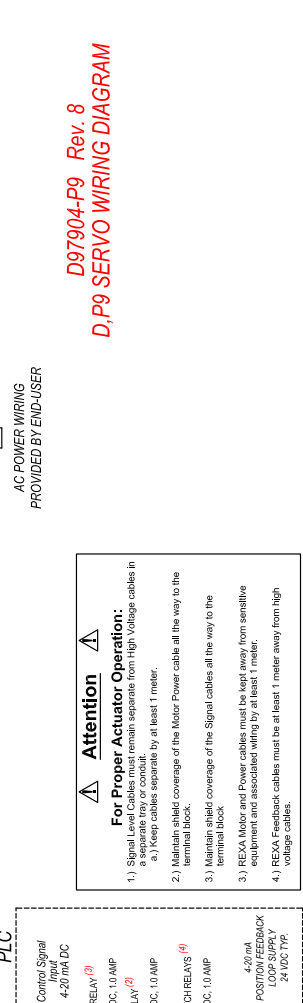 PLC
Control Signal
Input
4-20 mA DC
RELAY (3)
DC, 1.0 AMP
LAY (2)
DC, 1.0 AMP
CH RELAYS (4)
DC, 1.0 AMP
4-20 mA
POSITION FEEDBACK
LOOP SUPPLY
24 VDC TYP.
Attention
For Proper Actuator Operation:
1.) Signal Level Cables must remain separate from High Voltage cables in
a separate tray or conduit.
a.) Keep cables separate by at least 1 meter.
2.) Maintain shield coverage of the Motor Power cable all the way to the
terminal block.
3.) Maintain shield coverage of the Signal cables all the way to the
terminal block
3.) REXA Motor and Power cables must be kept away from sensitive
equipment and associated wiring by at least 1 meter.
4.) REXA Feedback cables must be at least 1 meter away from high
voltage cables.
AC POWER WIRING
PROVIDED BY END-USER
D97904-P9 Rev. 8
D,P9 SERVO WIRING DIAGRAM